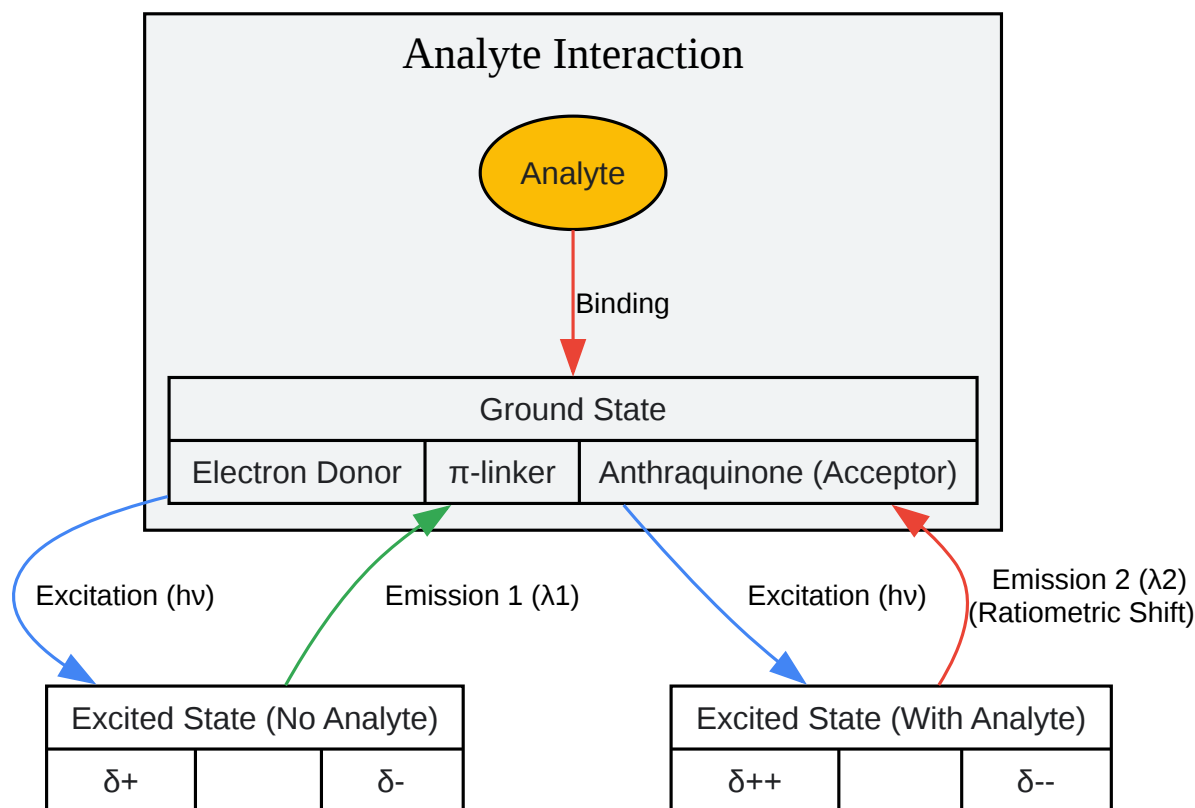 Analyte Interaction
Analyte
Binding
Ground State
Electron Donor
π-linker
Anthraquinone (Acceptor)
Excitation (hν)
Emission 1 (λ1)
Excitation (hν)
Emission 2 (λ2)
(Ratiometric Shift)
Excited State (No Analyte)
δ+
δ-
Excited State (With Analyte)
δ++
δ--